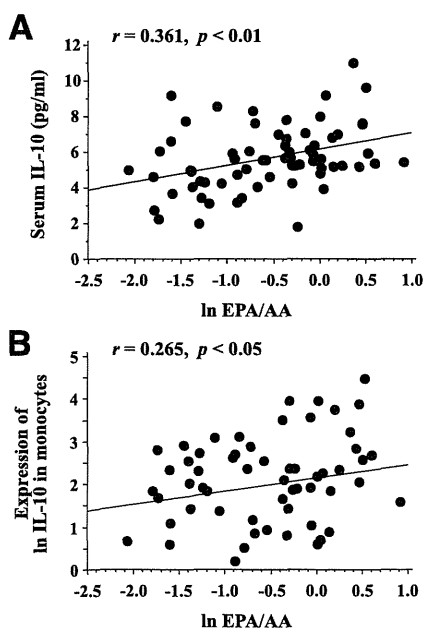 A
r = 0.361, p < 0.01
Serum IL-10 (pg/ml)
12
10
8
6
4
2
0
-2.5 -2.0 -1.5 -1.0 -0.5 0.0 0.5 1.0
ln EPA/AA
B
r = 0.265, p < 0.05
Expression of
ln IL-10 in monocytes
5
4
3
2
1
0
-2.5 -2.0 -1.5 -1.0 -0.5 0.0 0.5 1.0
ln EPA/AA